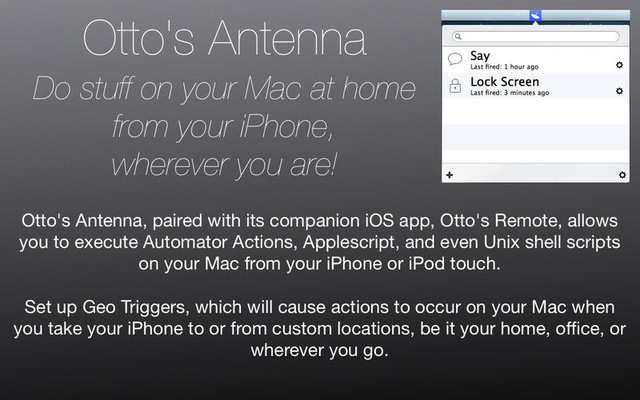 Otto's Antenna
Do stuff on your Mac at home
from your iPhone,
wherever you are!
Say
Last fired: 1 hour ago
Lock Screen
Last fired: 3 minutes ago
Otto's Antenna, paired with its companion iOS app, Otto's Remote, allows
you to execute Automator Actions, Applescript, and even Unix shell scripts
on your Mac from your iPhone or iPod touch.
Set up Geo Triggers, which will cause actions to occur on your Mac when
you take your iPhone to or from custom locations, be it your home, office, or
wherever you go.